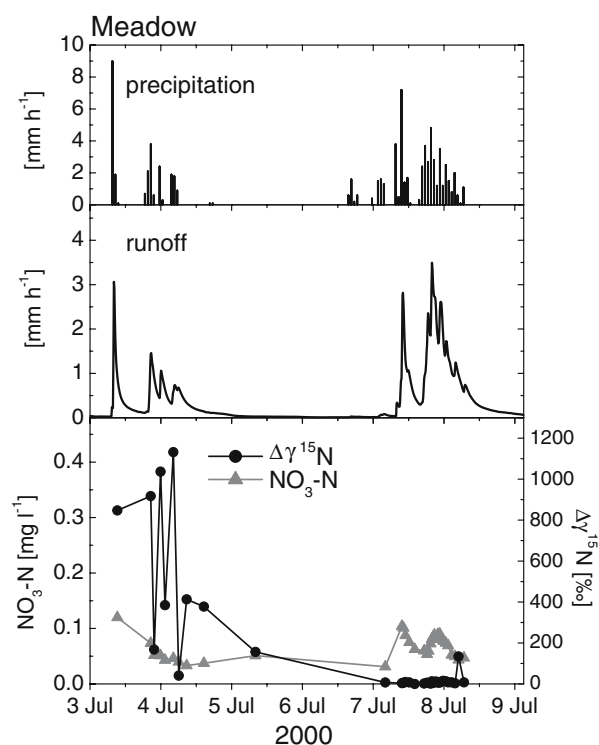 Meadow
precipitation
[mm h⁻¹]
10
8
6
4
2
0
runoff
[mm h⁻¹]
4
3
2
1
0
Δγ ¹⁵N
NO₃-N
NO₃-N [mg l⁻¹]
0.4
0.3
0.2
0.1
0.0
1200
1000
800
600
400
200
0
Δγ¹⁵N [‰]
3 Jul 4 Jul 5 Jul 6 Jul 7 Jul 8 Jul 9 Jul
2000